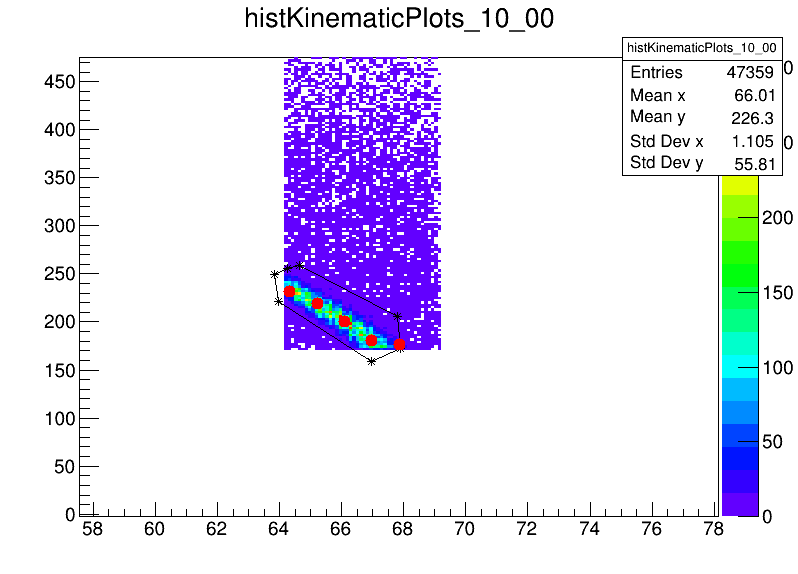 histKinematicPlots_10_00
histKinematicPlots_10_00
Entries 47359
Mean x 66.01
Mean y 226.3
Std Dev x 1.105
Std Dev y 55.81
450
400
350
300
250
200
150
100
50
0
58 60 62 64 66 68 70 72 74 76 78
0
0
200
150
100
50
0